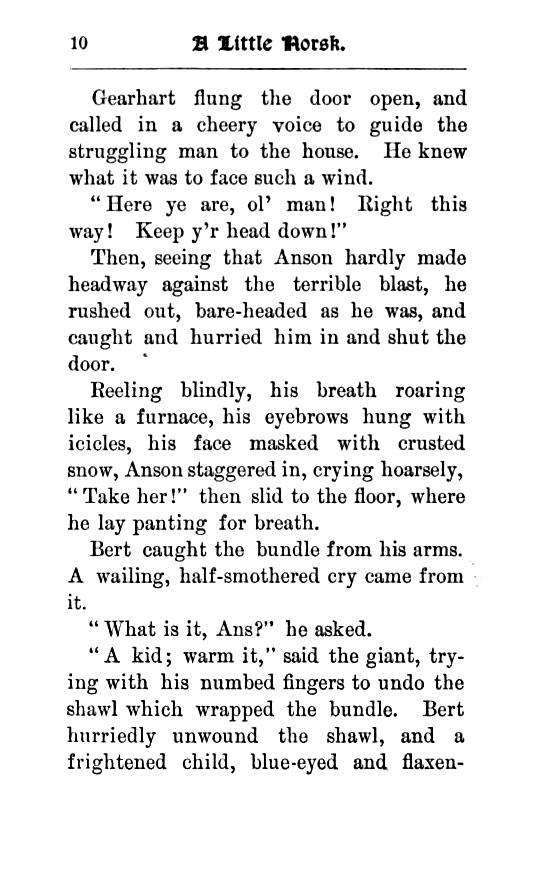 10 A Little Norsk.
Gearhart flung the door open, and
called in a cheery voice to guide the
struggling man to the house. He knew
what it was to face such a wind.
"Here ye are, ol' man! Right this
way! Keep y'r head down!"
Then, seeing that Anson hardly made
headway against the terrible blast, he
rushed out, bare-headed as he was, and
caught and hurried him in and shut the
door.
Reeling blindly, his breath roaring
like a furnace, his eyebrows hung with
icicles, his face masked with crusted
snow, Anson staggered in, crying hoarsely,
"Take her!" then slid to the floor, where
he lay panting for breath.
Bert caught the bundle from his arms.
A wailing, half-smothered cry came from
it.
"What is it, Ans?" he asked.
"A kid; warm it," said the giant, try-
ing with his numbed fingers to undo the
shawl which wrapped the bundle. Bert
hurriedly unwound the shawl, and a
frightened child, blue-eyed and flaxen-